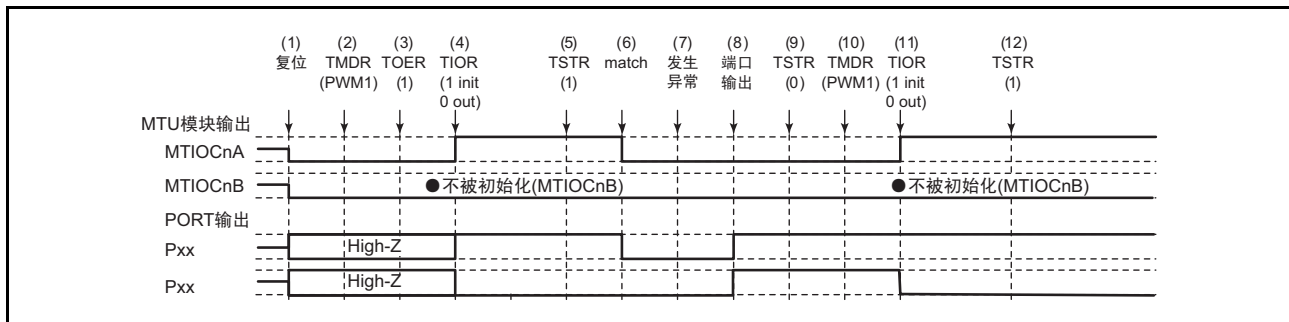 (1) (2) (3) (4) (5) (6) (7) (8) (9) (10) (11) (12)
复位 TMDR TOER TIOR TSTR match 发生 端口 TSTR TMDR TIOR TSTR
(PWM1) (1) (1 init (1) 异常 输出 (0) (PWM1) (1 init (1)
0 out) 0 out)
MTU模块输出
MTIOCnA
MTIOCnB ●不被初始化(MTIOCnB) ●不被初始化(MTIOCnB)
PORT输出
Pxx High-Z
Pxx High-Z